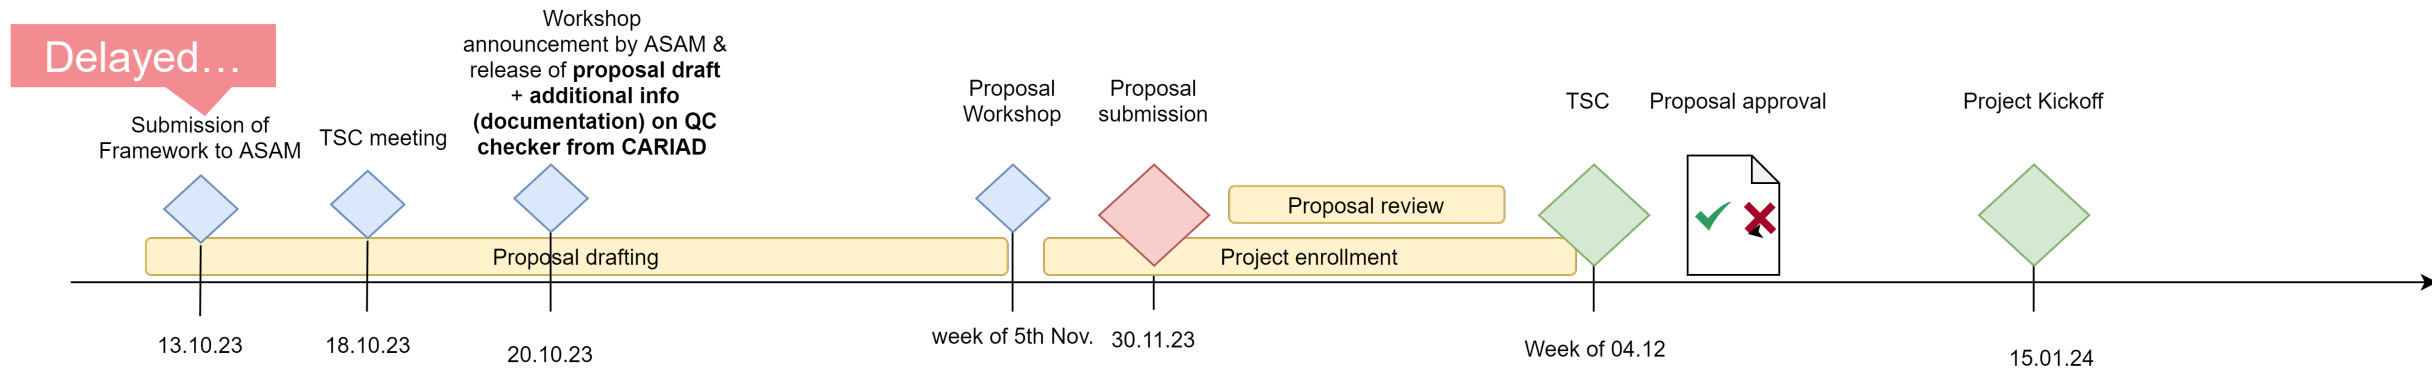 Delayed…
Submission of
Framework to ASAM
TSC meeting
Workshop
announcement by ASAM &
release of proposal draft
+ additional info
(documentation) on QC
checker from CARIAD
Proposal
Workshop
Proposal
submission
TSC
Proposal approval
Project Kickoff
Proposal review
Proposal drafting
Project enrollment
13.10.23
18.10.23
20.10.23
week of 5th Nov.
30.11.23
Week of 04.12
15.01.24